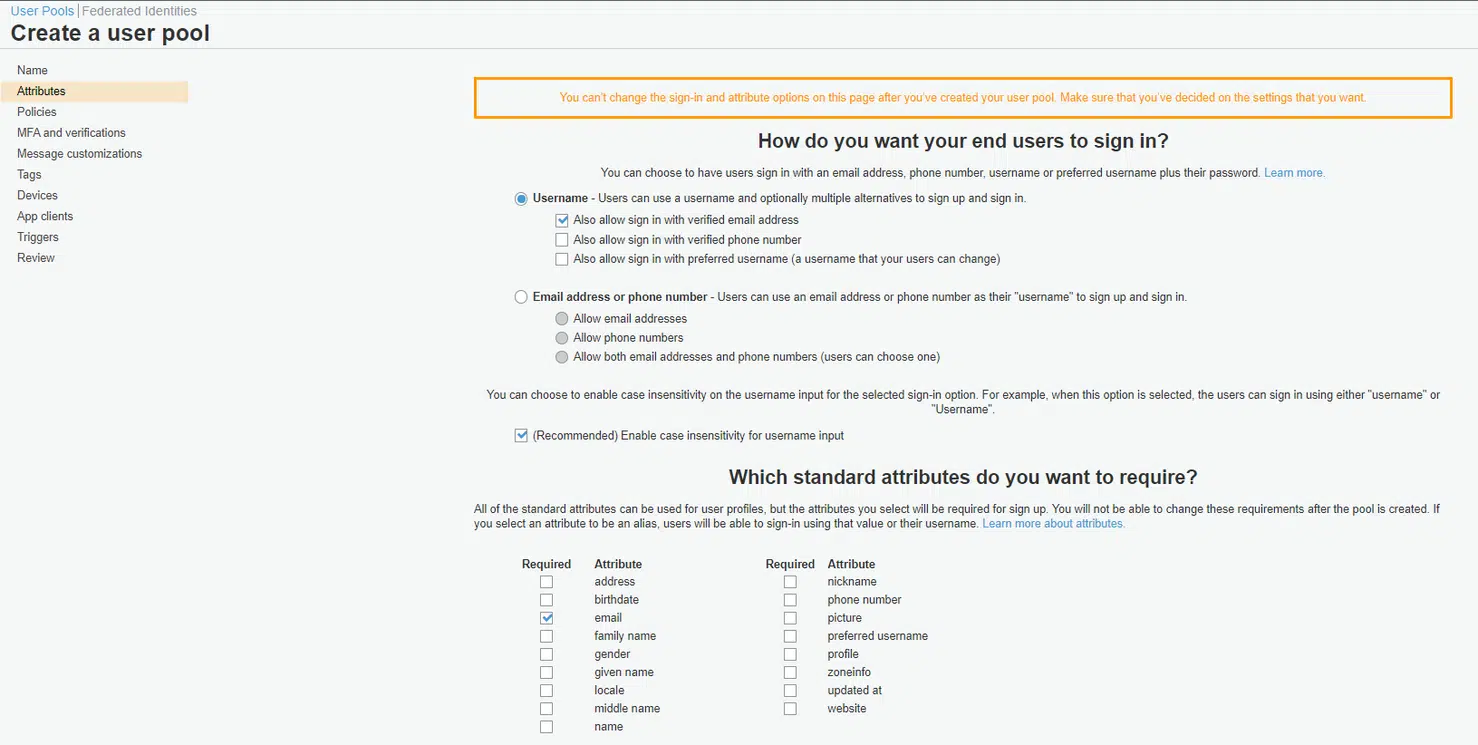 User Pools | Federated Identities
Create a user pool
Name
Attributes
Policies
MFA and verifications
Message customizations
Tags
Devices
App clients
Triggers
Review
You can't change the sign-in and attribute options on this page after you've created your user pool. Make sure that you've decided on the settings that you want.
How do you want your end users to sign in?
You can choose to have users sign in with an email address, phone number, username or preferred username plus their password. Learn more.
Username - Users can use a username and optionally multiple alternatives to sign up and sign in.
Also allow sign in with verified email address
Also allow sign in with verified phone number
Also allow sign in with preferred username (a username that your users can change)
Email address or phone number - Users can use an email address or phone number as their "username" to sign up and sign in.
Allow email addresses
Allow phone numbers
Allow both email addresses and phone numbers (users can choose one)
You can choose to enable case insensitivity on the username input for the selected sign-in option. For example, when this option is selected, the users can sign in using either "username" or
"Username".
(Recommended) Enable case insensitivity for username input
Which standard attributes do you want to require?
All of the standard attributes can be used for user profiles, but the attributes you select will be required for sign up. You will not be able to change these requirements after the pool is created. If
you select an attribute to be an alias, users will be able to sign-in using that value or their username. Learn more about attributes.
Required Attribute Required Attribute
address nickname
birthdate phone number
email picture
family name preferred username
gender profile
given name zoneinfo
locale updated at
middle name website
name